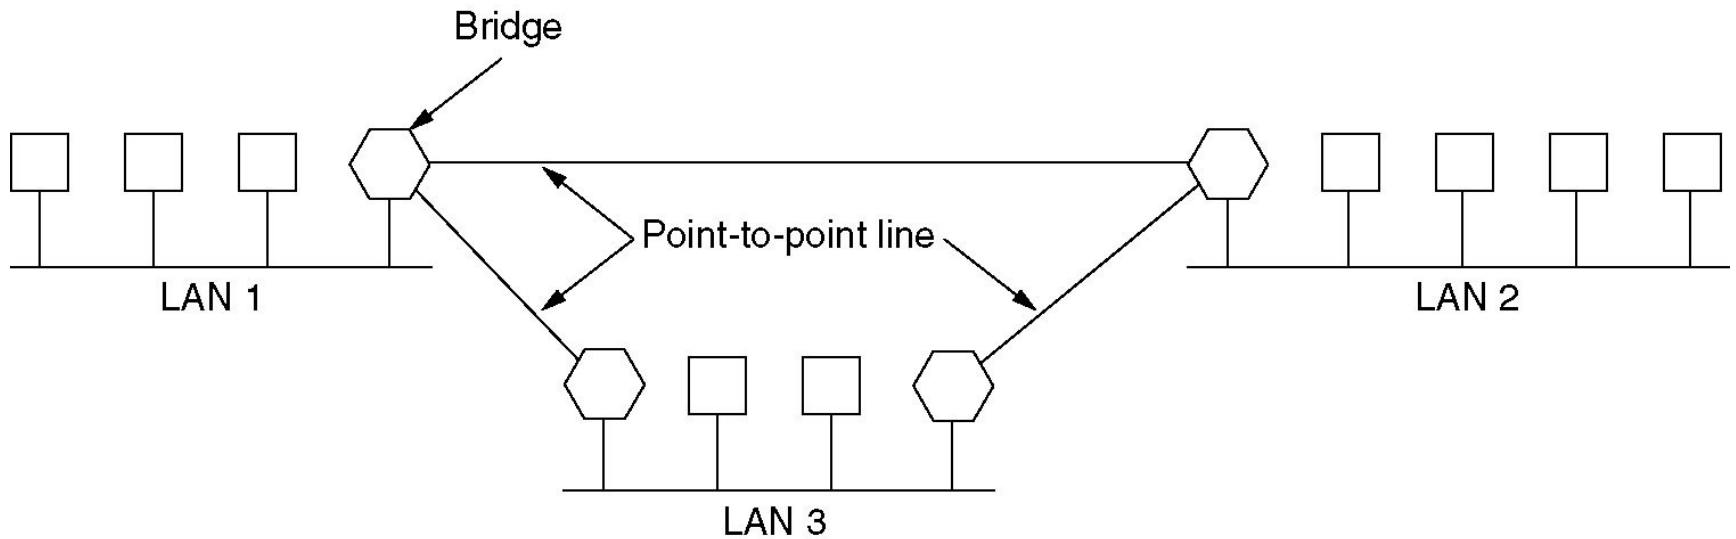 Bridge
Point-to-point line
LAN 1
LAN 2
LAN 3